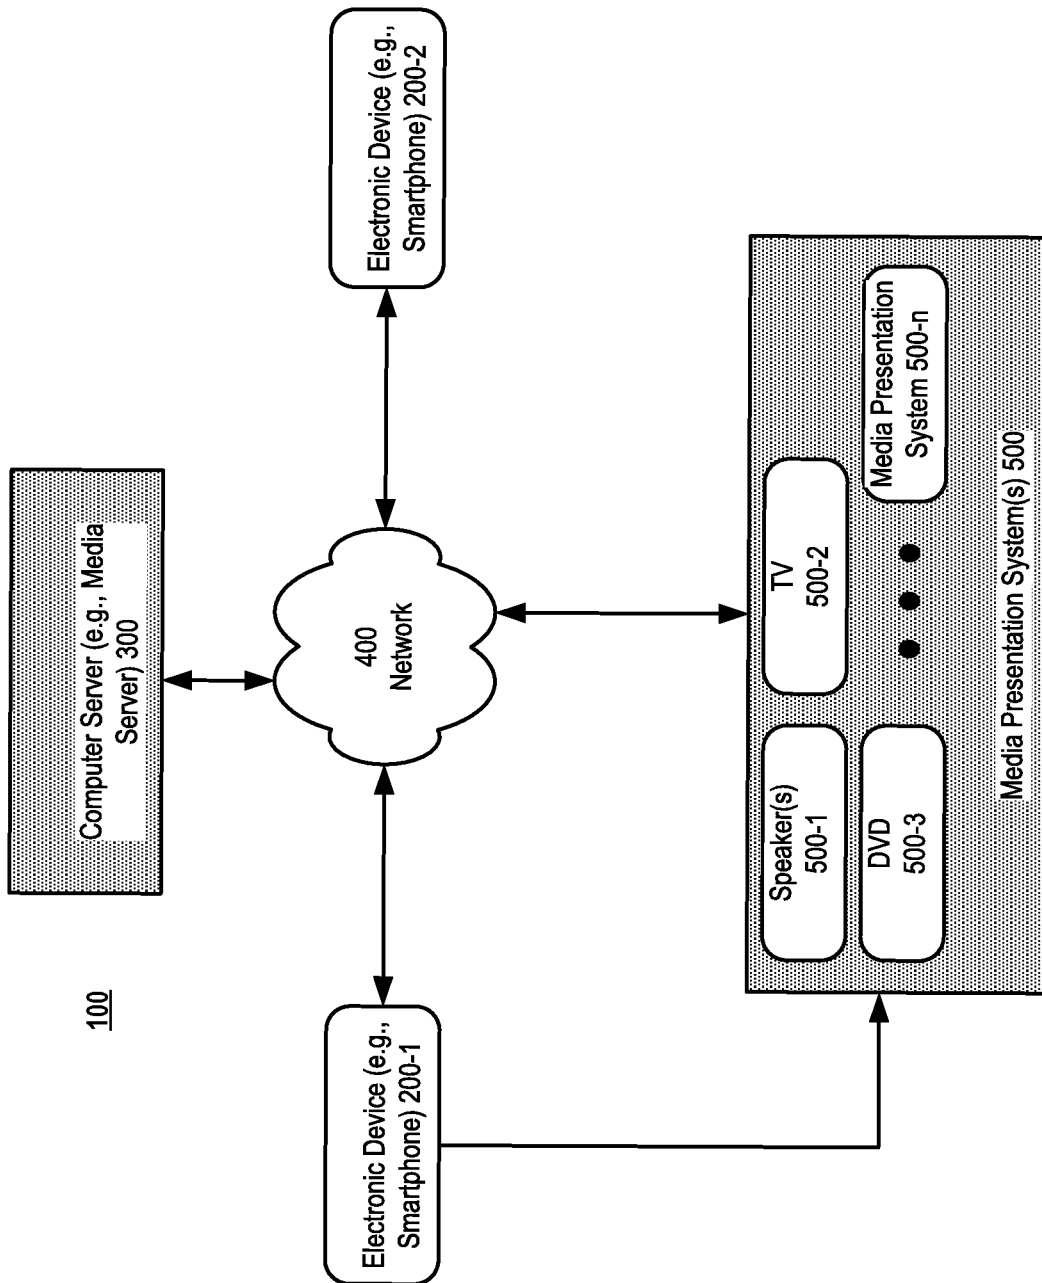 100
Computer Server (e.g., Media
Server) 300
Electronic Device (e.g.,
Smartphone) 200-1
400
Network
Electronic Device (e.g.,
Smartphone) 200-2
Speaker(s)
500-1
TV
500-2
DVD
500-3
Media Presentation
System 500-n
Media Presentation System(s) 500